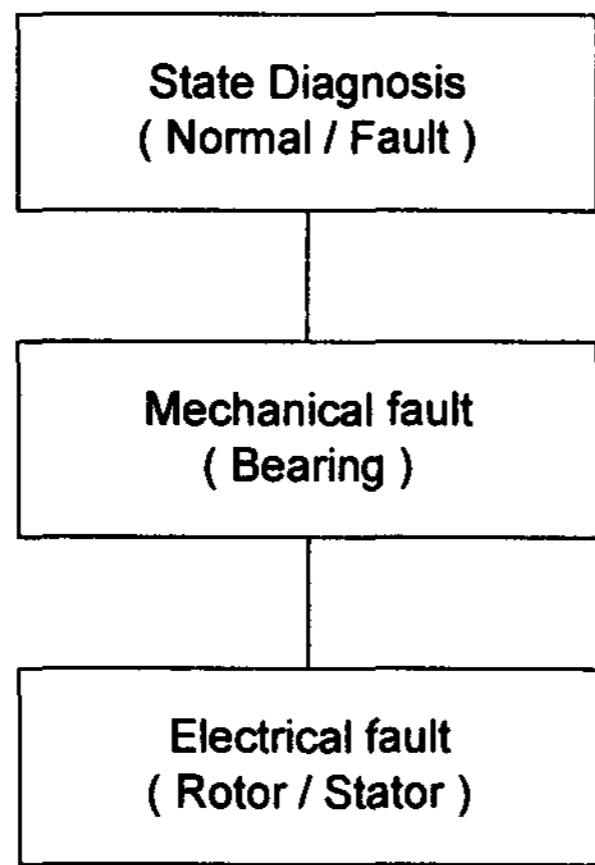 State Diagnosis
( Normal / Fault )
Mechanical fault
( Bearing )
Electrical fault
( Rotor / Stator )